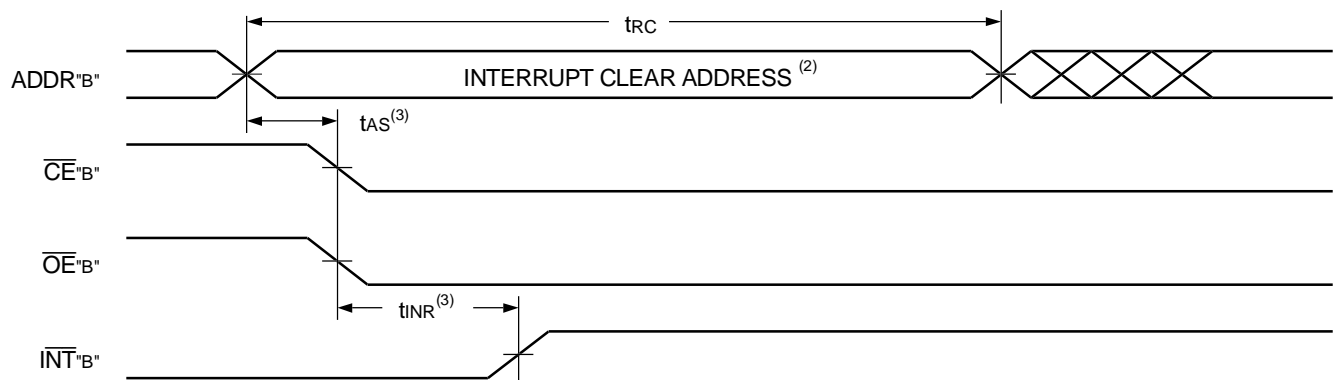 tRC
ADDR"B"
INTERRUPT CLEAR ADDRESS (2)
tAS(3)
CE"B"
OE"B"
tINR(3)
INT"B"